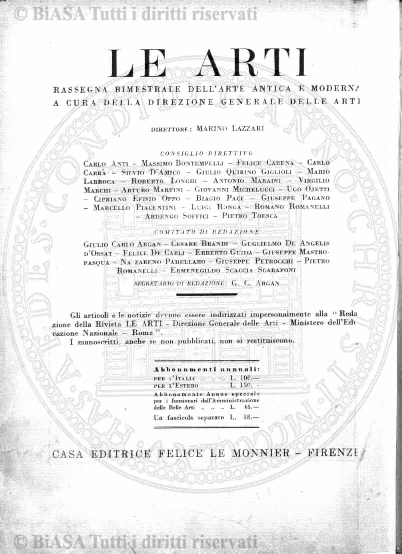 © BiASA Tutti i diritti riservati
LE ARTI
RASSEGNA BIMESTRALE DELL'ARTE ANTICA E MODERNA
A CURA DELLA DIREZIONE GENERALE DELLE ARTI
DIRETTORE: MARINO LAZZARI
CONSIGLIO DIRETTIVO
CARLO ANTI – MASSIMO BONTEMPELLI – FELICE CARENA – CARLO
CARRÀ – SILVIO D'AMICO – GIULIO QUIRINO GIGLIOLI – MARIO
LABROCA – ROBERTO LONGHI – ANTONIO MARAINI – VIRGILIO
MARCHI – ARTURO MARTINI – GIOVANNI MICHELUCCI – UGO OJETTI
– CIPRIANO EFISIO OPPO – BIAGIO PACE – GIUSEPPE PAGANO
– MARCELLO PIACENTINI – LUIGI RONGA – ROMANO ROMANELLI
– ARDENGO SOFFICI – PIETRO TOESCA
COMITATO DI REDAZIONE
GIULIO CARLO ARGAN – CESARE BRANDI – GUGLIELMO DE ANGELIS
D'OSSAT – FELICE DE CARLI – ERBERTO GUIDA – GIUSEPPE MASTRO-
PASQUA – NAZARENO PADELLARO – GIUSEPPE PETROCCHI – PIETRO
ROMANELLI – ERMENEGILDO SCACCIA SCARAFONI
SEGRETARIO DI REDAZIONE G. C. ARGAN
Gli articoli e le notizie devono essere indirizzati impersonalmente alla "Reda
zione della Rivista LE ARTI – Direzione Generale delle Arti – Ministero dell'Edu
cazione Nazionale – Roma".
I manoscritti, anche se non pubblicati, non si restituiscono.
Abbonamenti annuali:
PER L'ITALIA . . L. 100.—
PER L'ESTERO . . L. 150.—
Abbonamento Annuo speciale
per i funzionari dell'Amministrazione
delle Belle Arti . . . . L. 65.—
Un fascicolo separato L. 18.—
CASA EDITRICE FELICE LE MONNIER – FIRENZE
© BiASA Tutti i diritti riservati